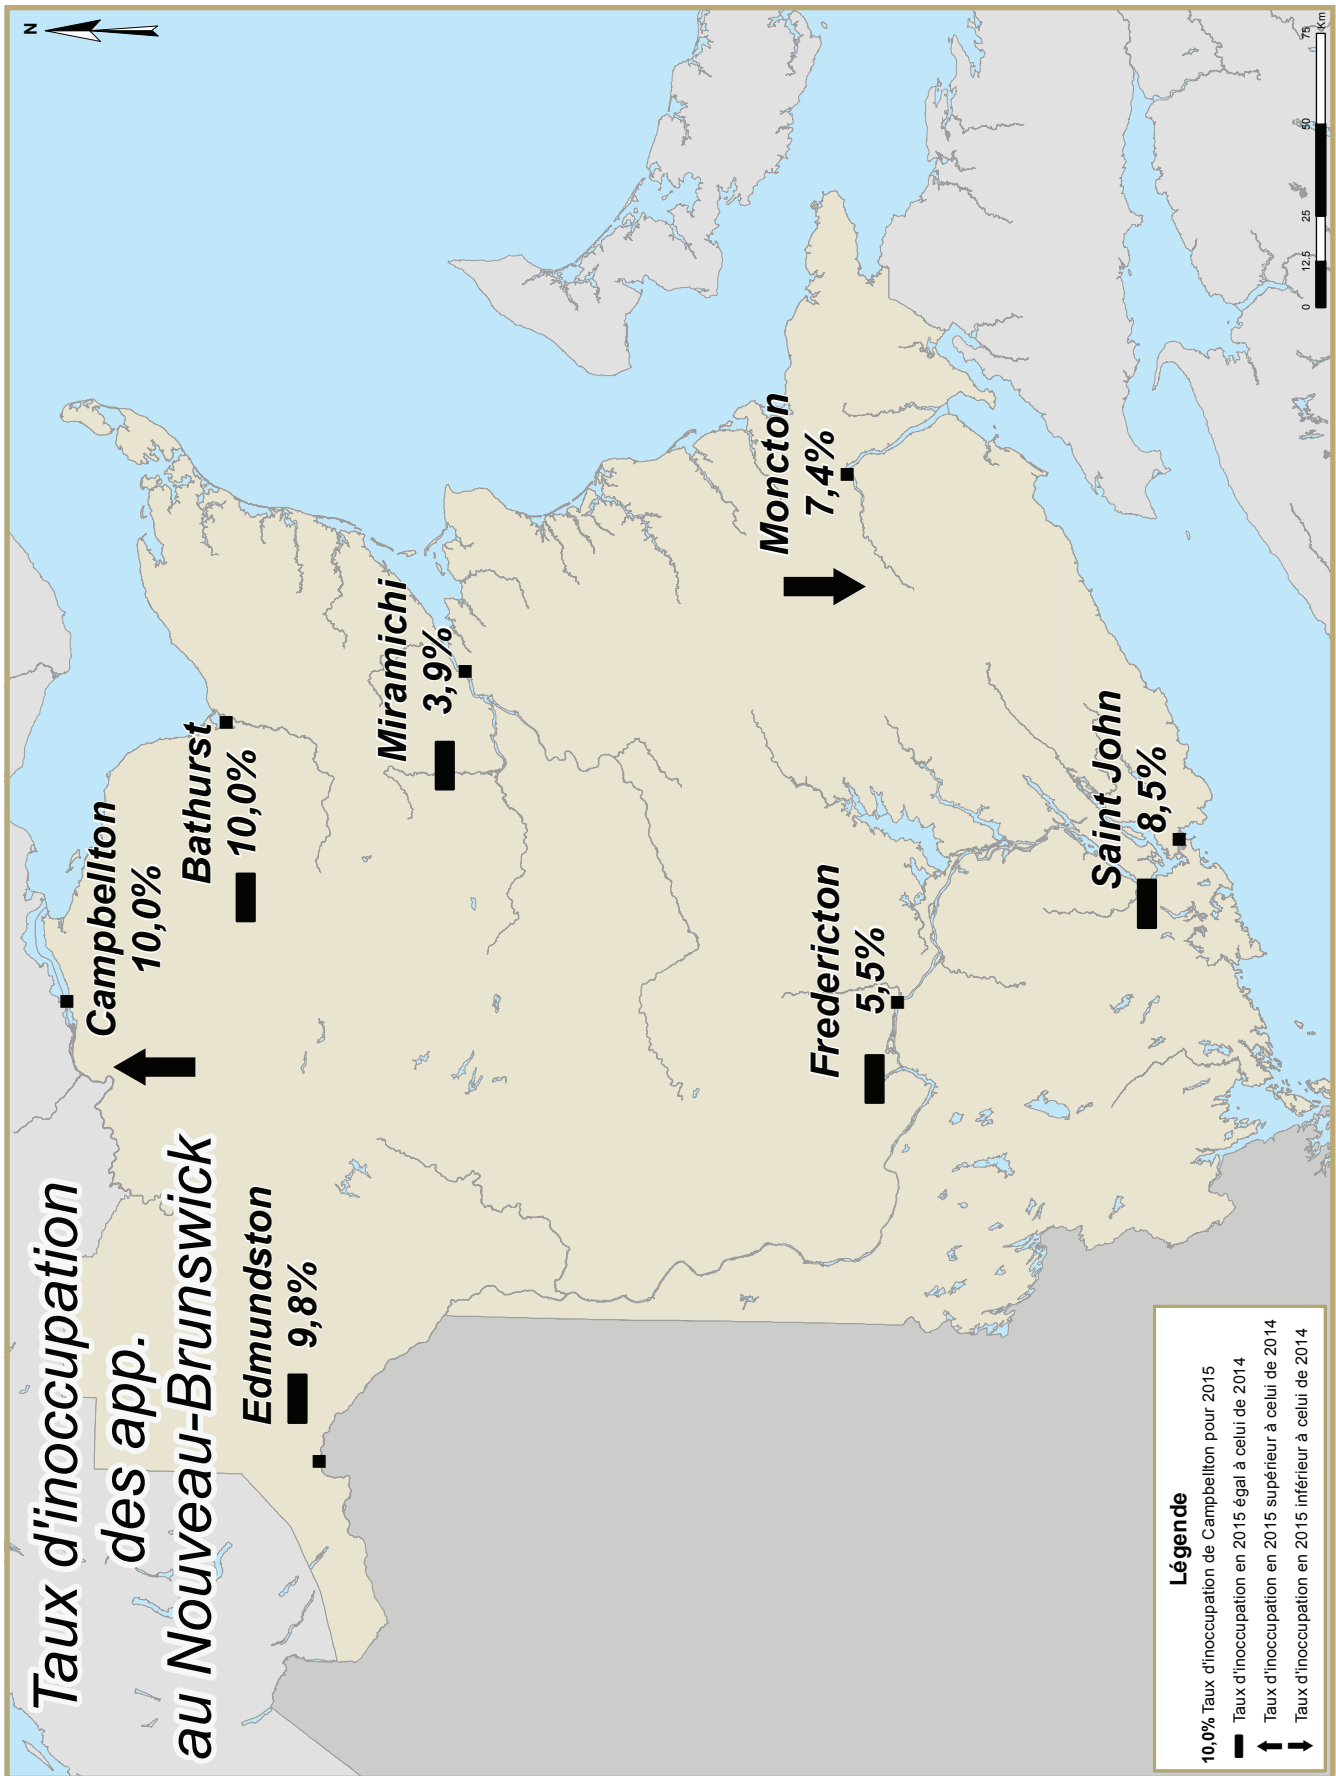 Taux d'inoccupation
des app.
au Nouveau-Brunswick
N
Campbellton
10,0%
Bathurst
10,0%
Edmundston
9,8%
Miramichi
3,9%
Moncton
7,4%
Fredericton
5,5%
Saint John
8,5%
Légende
10,0% Taux d'inoccupation de Campbellton pour 2015
Taux d'inoccupation en 2015 égal à celui de 2014
Taux d'inoccupation en 2015 supérieur à celui de 2014
Taux d'inoccupation en 2015 inférieur à celui de 2014
0 12.5 25 50 75
Km